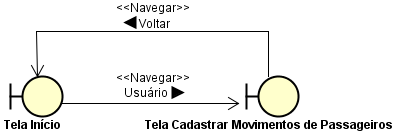 <<Navegar>>
Voltar
<<Navegar>>
Usuário
Tela Início
Tela Cadastrar Movimentos de Passageiros